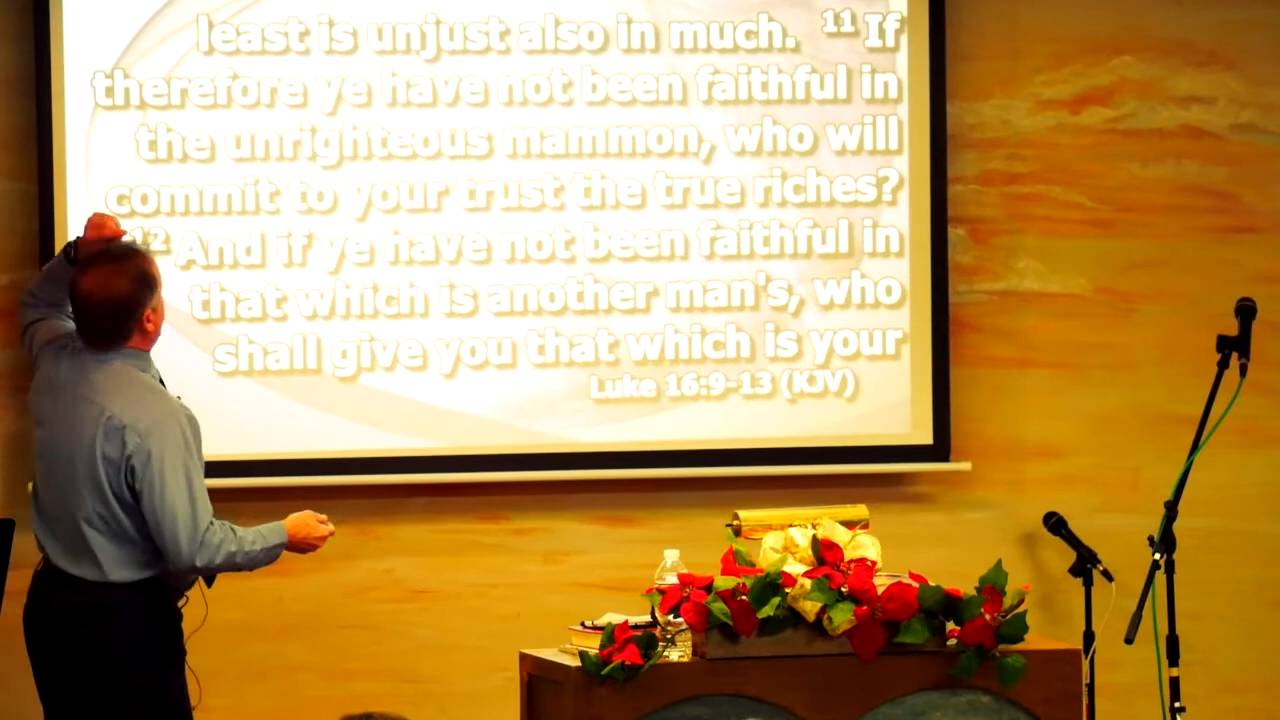 least is unjust also in much. 11 If
therefore ye have not been faithful in
the unrighteous mammon, who will
commit to your trust the true riches?
12 And if ye have not been faithful in
that which is another man's, who
shall give you that which is your
Luke 16:9-13 (KJV)